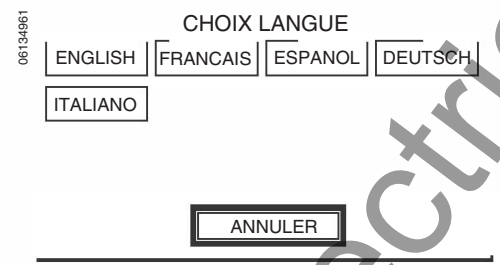 06134961
CHOIX LANGUE
ENGLISH FRANCAIS ESPANOL DEUTSCH
ITALIANO
ANNULER